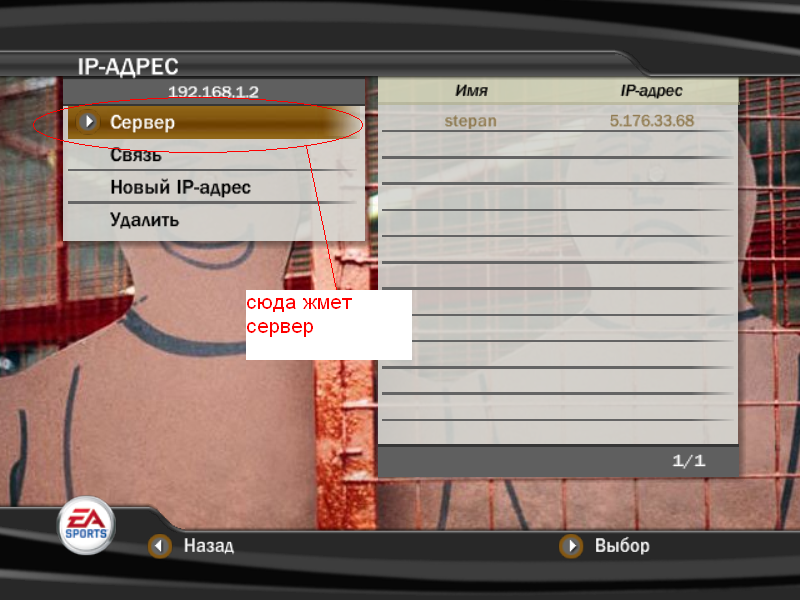 IP-АДРЕС
192.168.1.2
Сервер
Связь
Новый IP-адрес
Удалить
Имя IP-адрес
stepan 5.176.33.68
сюда жмет
сервер
1/1
EA
SPORTS
Назад
Выбор